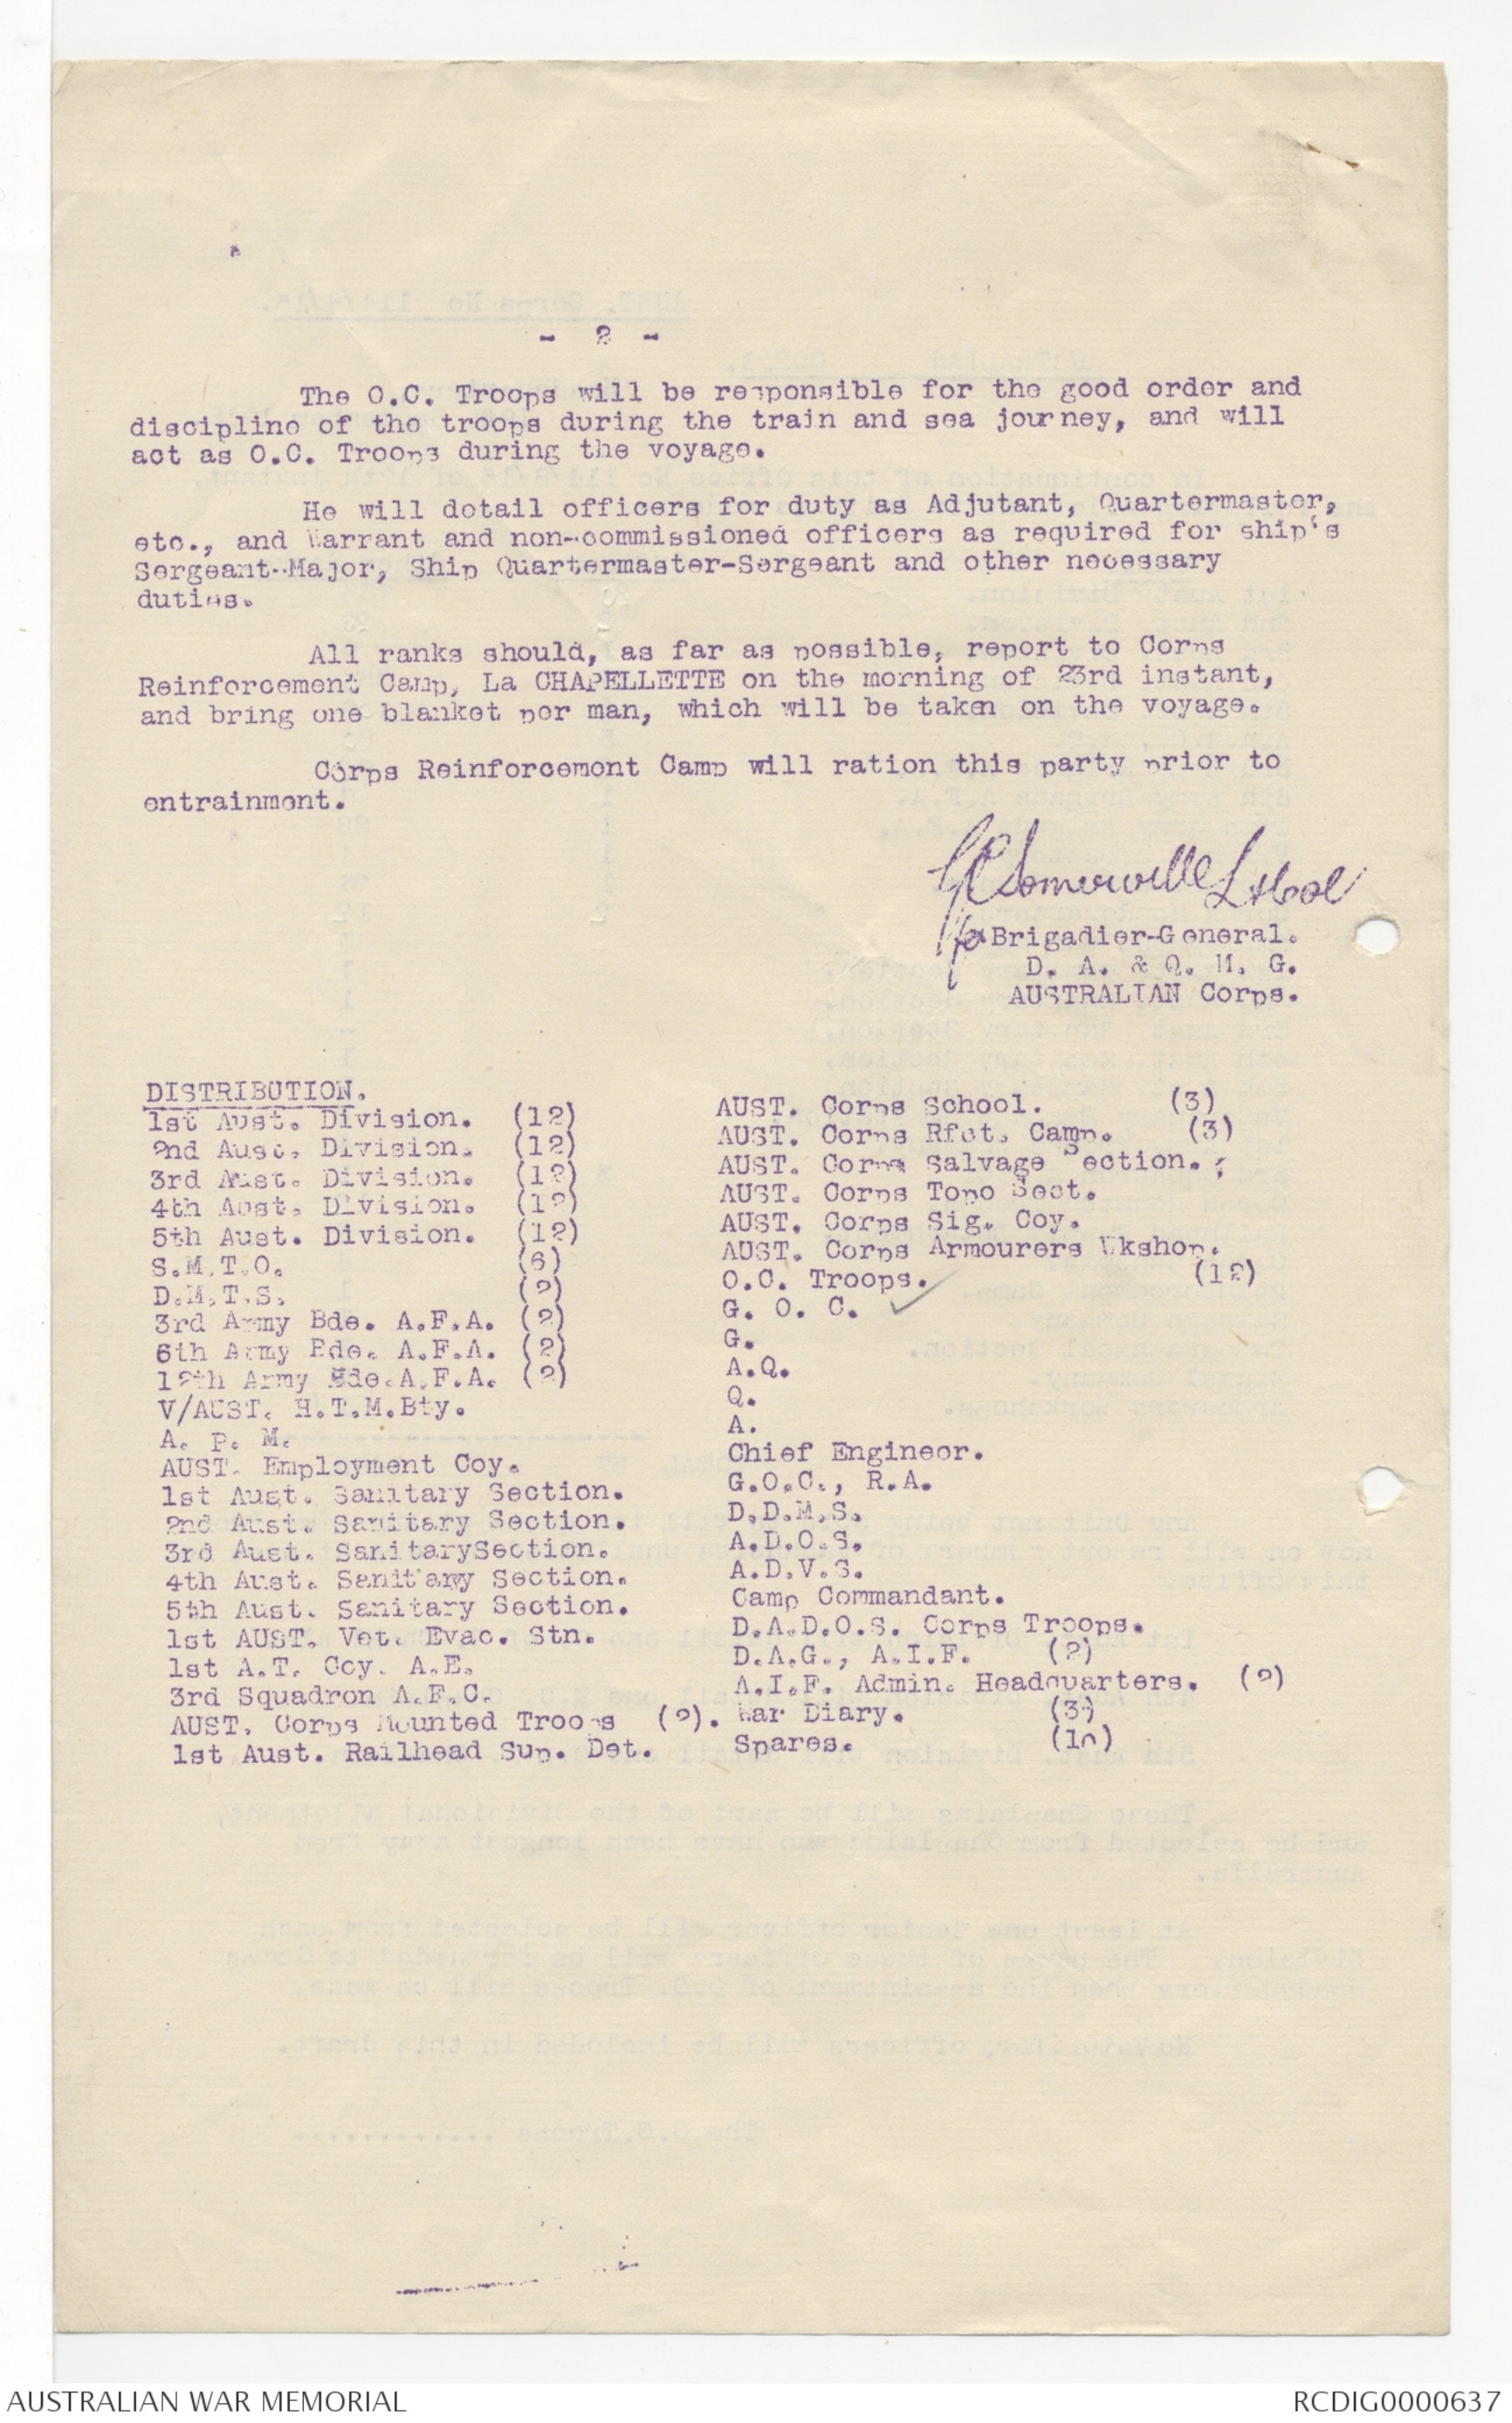 - 2 -
The O.C. Troops will be responsible for the good order and
discipline of the troops during the train and sea journey, and will
act as O.C. Troops during the voyage.
He will detail officers for duty as Adjutant, Quartermaster,
etc., and Warrant and non-commissioned officers as required for ship's
Sergeant-Major, Ship Quartermaster-Sergeant and other necessary
duties.
All ranks should, as far as possible, report to Corps
Reinforcement Camp, La CHAPELLETTE on the morning of 23rd instant,
and bring one blanket per man, which will be taken on the voyage.
Corps Reinforcement Camp will ration this party prior to
entrainment.
Somerville Lt Col
for Brigadier-General.
D. A. & Q. M. G.
AUSTRALIAN Corps.
DISTRIBUTION.
1st Aust. Division. (12)
2nd Aust. Division. (12)
3rd Aust. Division. (12)
4th Aust. Division. (12)
5th Aust. Division. (12)
S.M.T.O. (6)
D.M.T.S. (2)
3rd Army Bde. A.F.A. (2)
6th Army Bde. A.F.A. (2)
12th Army Bde.A.F.A. (2)
V/AUST. H.T.M.Bty.
A. P. M.
AUST. Employment Coy.
1st Aust. Sanitary Section.
2nd Aust. Sanitary Section.
3rd Aust. SanitarySection.
4th Aust. Sanitary Section.
5th Aust. Sanitary Section.
1st AUST. Vet. Evac. Stn.
1st A.T. Coy. A.E.
3rd Squadron A.F.C.
AUST. Corps Mounted Troops (2).
1st Aust. Railhead Sup. Det.
AUST. Corps School. (3)
AUST. Corps Rfct. Camp. (3)
AUST. Corps Salvage Section.
AUST. Corps Topo Sect.
AUST. Corps Sig. Coy.
AUST. Corps Armourers Wkshop.
O.C. Troops. (12)
G. O. C. ✓
G.
A.Q.
Q.
A.
Chief Engineer.
G.O.C., R.A.
D.D.M.S.
A.D.O.S.
A.D.V.S.
Camp Commandant.
D.A.D.O.S. Corps Troops.
D.A.G., A.I.F. (2)
A.I.F. Admin. Headquarters. (2)
War Diary. (3)
Spares. (10)
AUSTRALIAN WAR MEMORIAL
RCDIG0000637